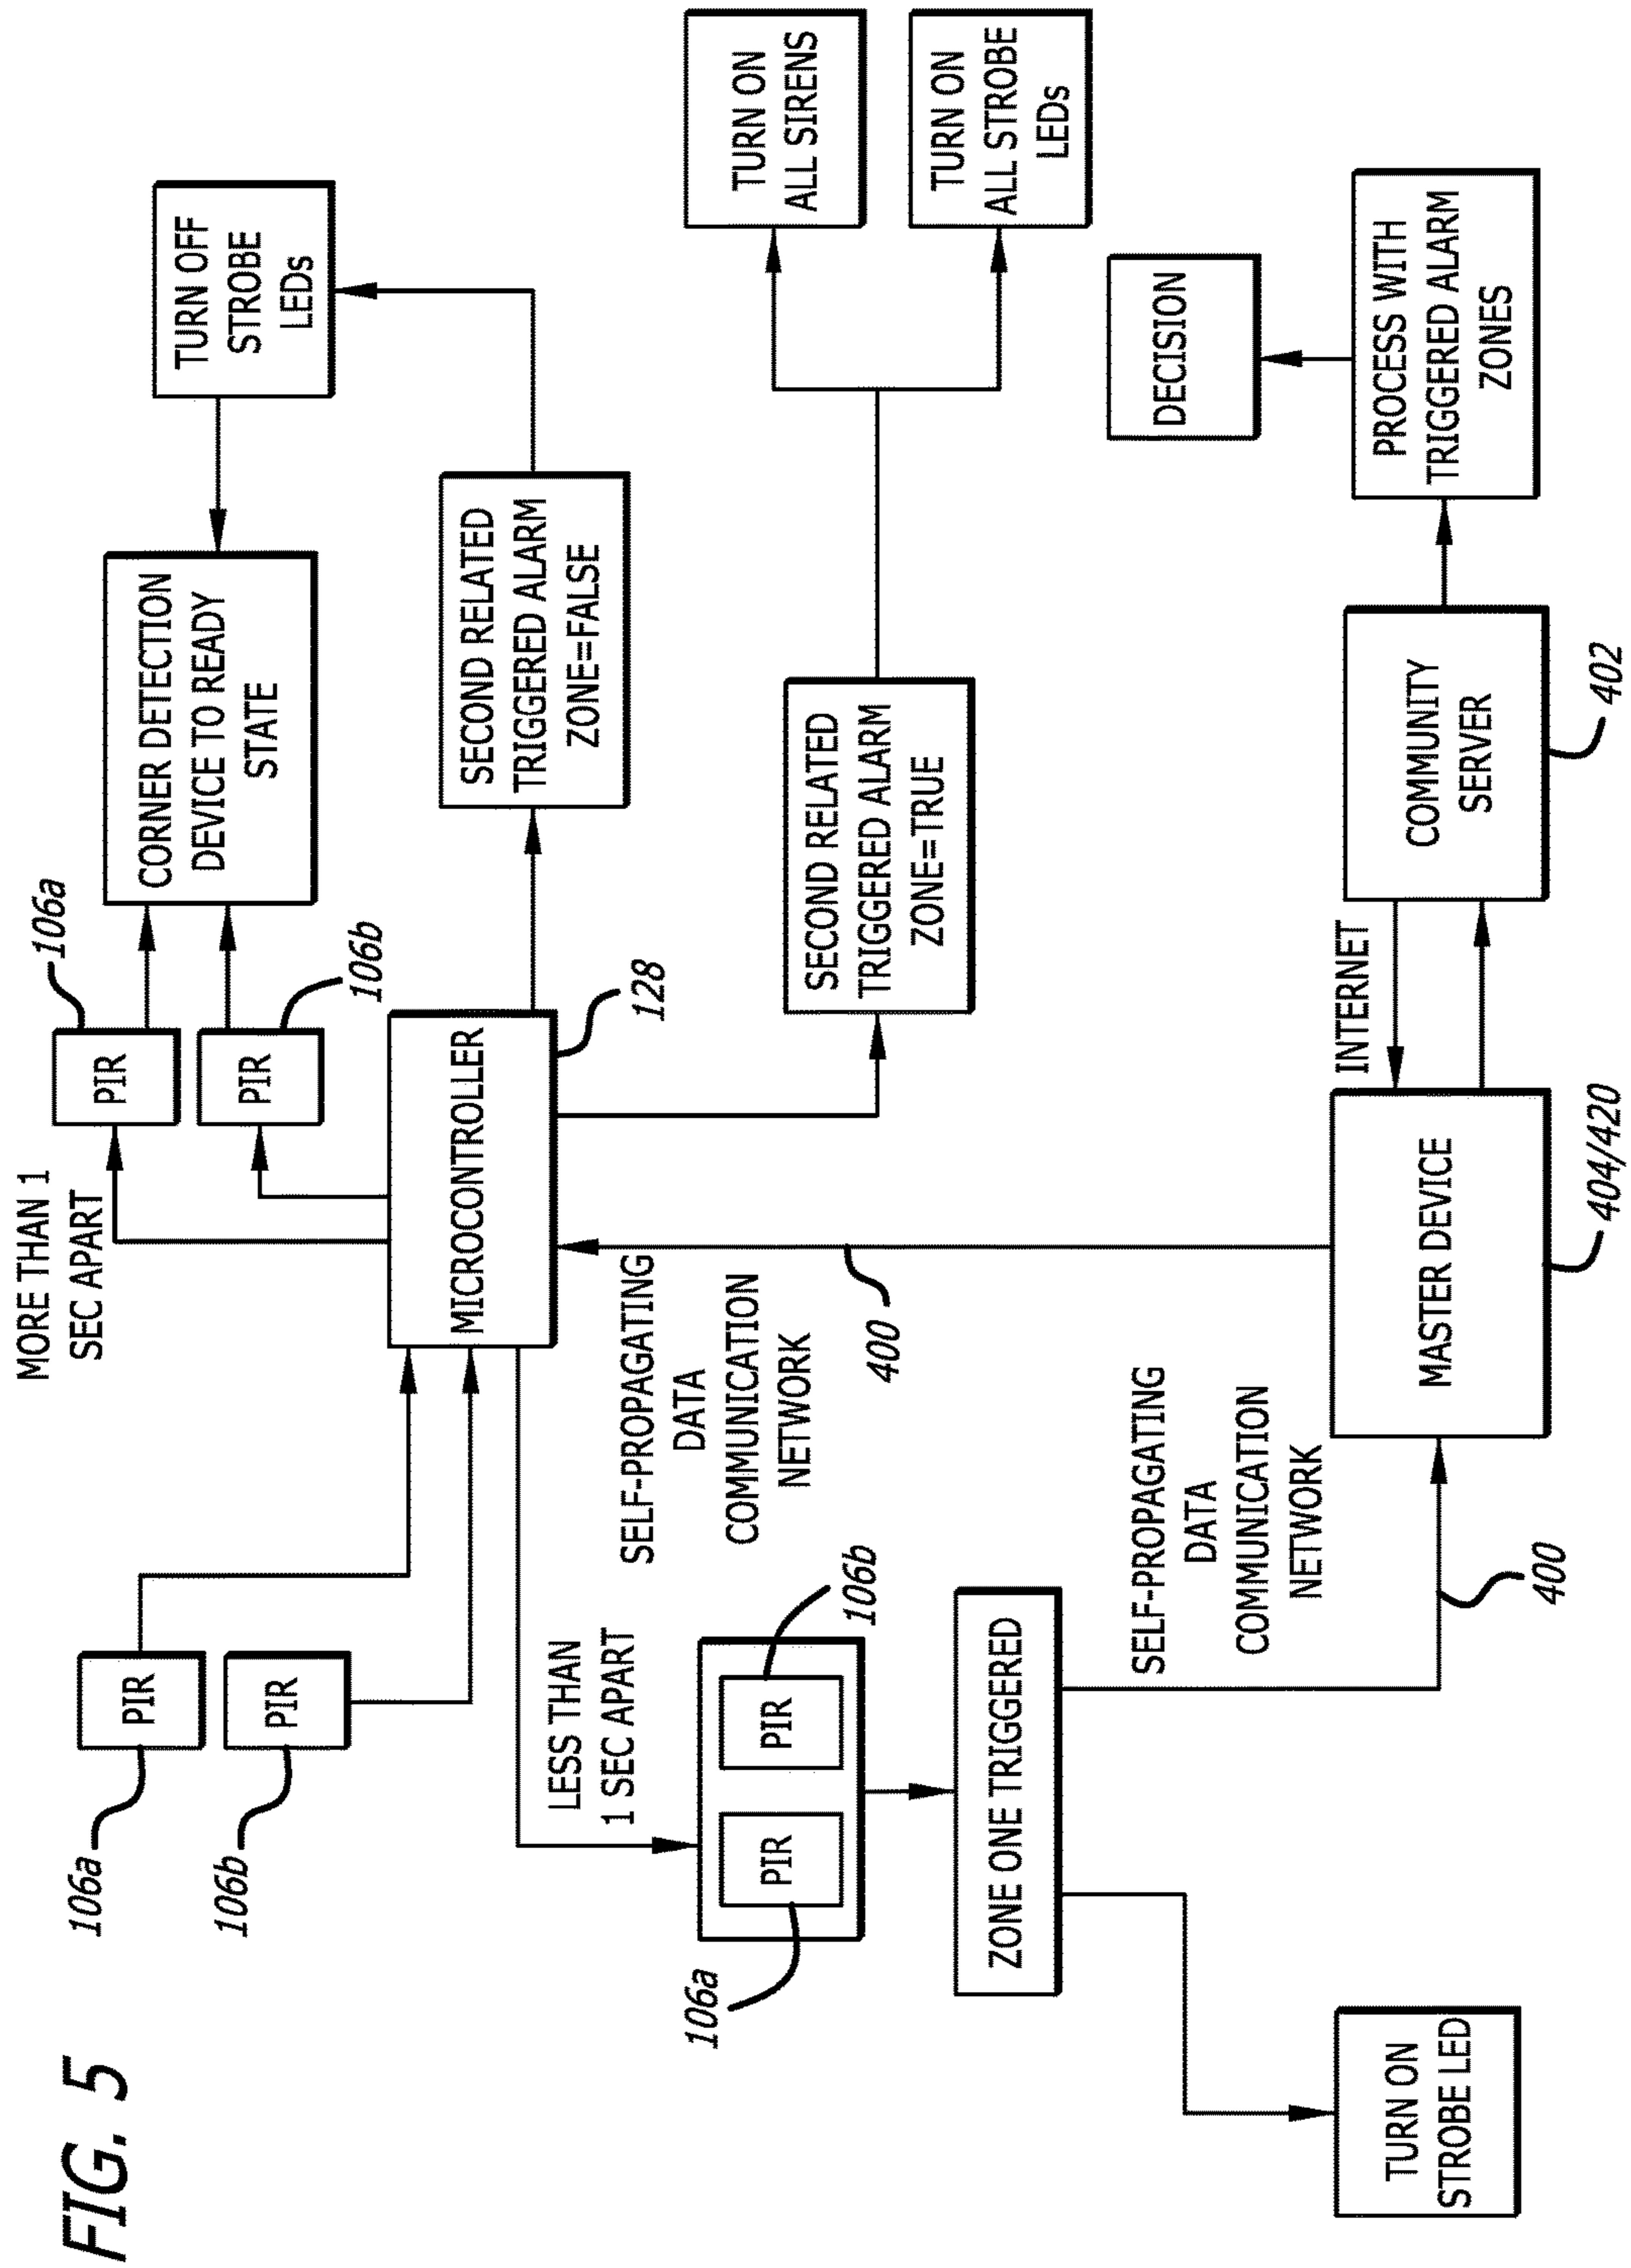 FIG. 5
106a
PIR
106b
PIR
MORE THAN 1
SEC APART
PIR
106a
PIR
106b
CORNER DETECTION
DEVICE TO READY
STATE
TURN OFF
STROBE
LEDs
MICROCONTROLLER
128
SECOND RELATED
TRIGGERED ALARM
ZONE=FALSE
LESS THAN
1 SEC APART
106a
PIR
PIR
106b
SELF-PROPAGATING
DATA
COMMUNICATION
NETWORK
400
SECOND RELATED
TRIGGERED ALARM
ZONE=TRUE
TURN ON
ALL SIRENS
TURN ON
ALL STROBE
LEDs
ZONE ONE TRIGGERED
SELF-PROPAGATING
DATA
COMMUNICATION
NETWORK
400
TURN ON
STROBE LED
MASTER DEVICE
404/420
INTERNET
COMMUNITY
SERVER
402
PROCESS WITH
TRIGGERED ALARM
ZONES
DECISION